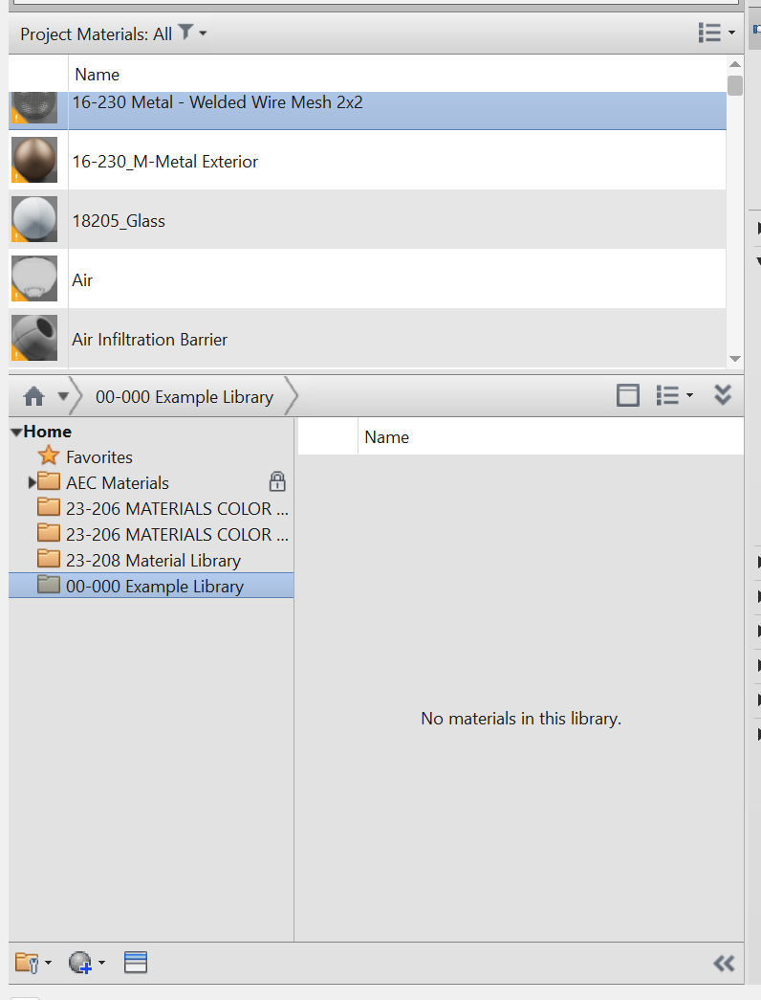 Project Materials: All
Name
16-230 Metal - Welded Wire Mesh 2x2
16-230_M-Metal Exterior
18205_Glass
Air
Air Infiltration Barrier
00-000 Example Library
Home
Favorites
AEC Materials
23-206 MATERIALS COLOR ...
23-206 MATERIALS COLOR ...
23-208 Material Library
00-000 Example Library
Name
No materials in this library.